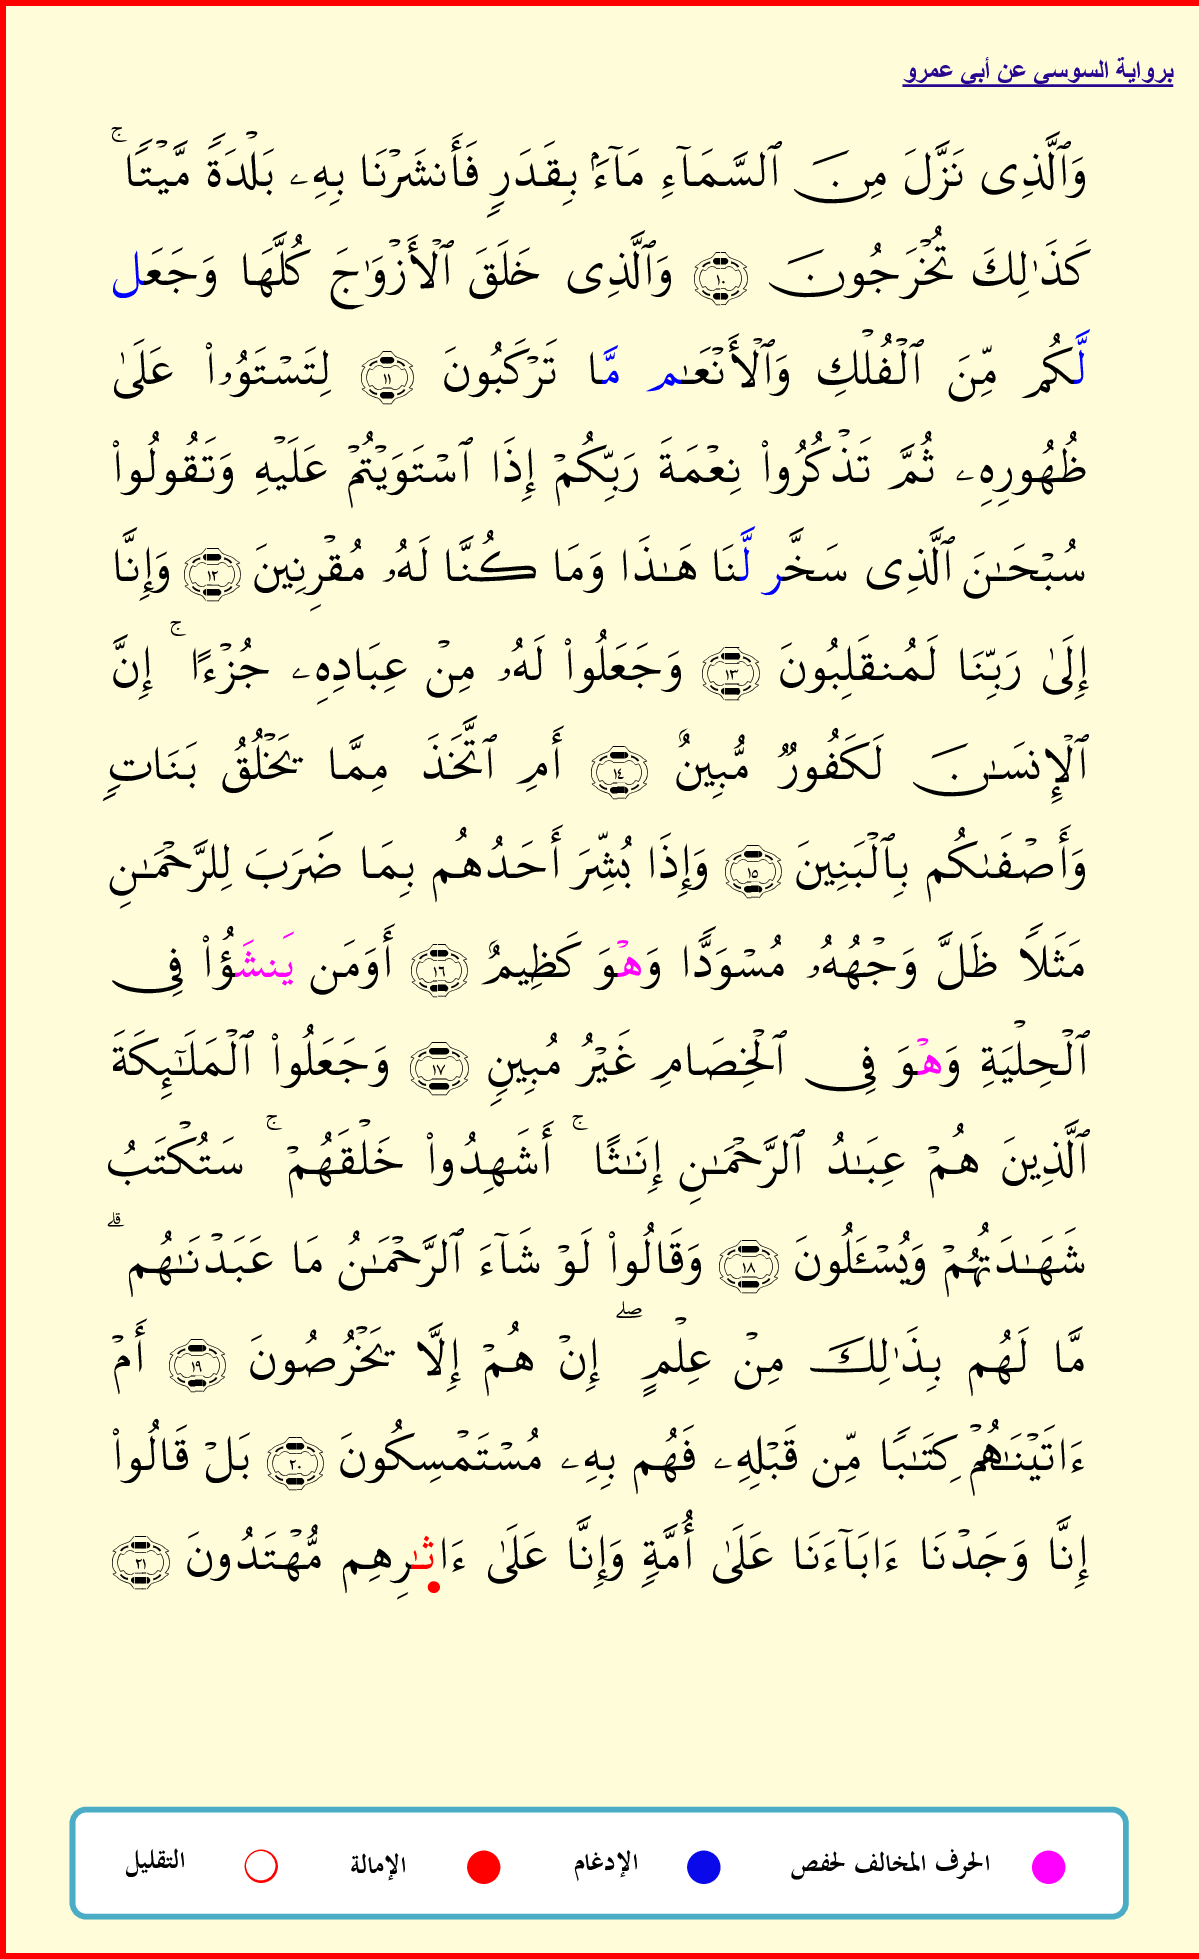 برواية السوسي عن أبي عمرو
وَٱلَّذِى نَزَّلَ مِنَ ٱلسَّمَآءِ مَآءَۢ بِقَدَرٍ فَأَنشَرْنَا بِهِۦ بَلْدَةً مَّيْتًا ۚ
كَذَٰلِكَ تُخْرَجُونَ ١٠ وَٱلَّذِى خَلَقَ ٱلْأَزْوَٰجَ كُلَّهَا وَجَعَل
لَّكُم مِّنَ ٱلْفُلْكِ وَٱلْأَنْعَـٰم مَّا تَرْكَبُونَ ١١ لِتَسْتَوُۥا۟ عَلَىٰ
ظُهُورِهِۦ ثُمَّ تَذْكُرُوا۟ نِعْمَةَ رَبِّكُمْ إِذَا ٱسْتَوَيْتُمْ عَلَيْهِ وَتَقُولُوا۟
سُبْحَـٰنَ ٱلَّذِى سَخَّر لَّنَا هَـٰذَا وَمَا كُنَّا لَهُۥ مُقْرِنِينَ ١٢ وَإِنَّا
إِلَىٰ رَبِّنَا لَمُنقَلِبُونَ ١٣ وَجَعَلُوا۟ لَهُۥ مِنْ عِبَادِهِۦ جُزْءًا ۚ إِنَّ
ٱلْإِنسَـٰنَ لَكَفُورٌ مُّبِينٌ ١٤ أَمِ ٱتَّخَذَ مِمَّا يَخْلُقُ بَنَاتٍ
وَأَصْفَىٰكُم بِٱلْبَنِينَ ١٥ وَإِذَا بُشِّرَ أَحَدُهُم بِمَا ضَرَبَ لِلرَّحْمَـٰنِ
مَثَلًا ظَلَّ وَجْهُهُۥ مُسْوَدًّا وَهْوَ كَظِيمٌ ١٦ أَوَمَن يَنشَؤُا۟ فِى
ٱلْحِلْيَةِ وَهْوَ فِى ٱلْخِصَامِ غَيْرُ مُبِينٍ ١٧ وَجَعَلُوا۟ ٱلْمَلَـٰٓئِكَةَ
ٱلَّذِينَ هُمْ عِبَـٰدُ ٱلرَّحْمَـٰنِ إِنَـٰثًا ۚ أَشَهِدُوا۟ خَلْقَهُمْ ۚ سَتُكْتَبُ
شَهَـٰدَتُهُمْ وَيُسْـَٔلُونَ ١٨ وَقَالُوا۟ لَوْ شَآءَ ٱلرَّحْمَـٰنُ مَا عَبَدْنَـٰهُم ۗ
مَّا لَهُم بِذَٰلِكَ مِنْ عِلْمٍ ۖ إِنْ هُمْ إِلَّا يَخْرُصُونَ ١٩ أَمْ
ءَاتَيْنَـٰهُمْ كِتَـٰبًا مِّن قَبْلِهِۦ فَهُم بِهِۦ مُسْتَمْسِكُونَ ٢٠ بَلْ قَالُوا۟
إِنَّا وَجَدْنَا ءَابَآءَنَا عَلَىٰ أُمَّةٍ وَإِنَّا عَلَىٰ ءَاثَـٰرِهِم مُّهْتَدُونَ ٢١
الحرف المخالف لحفص الإدغام الإمالة التقليل